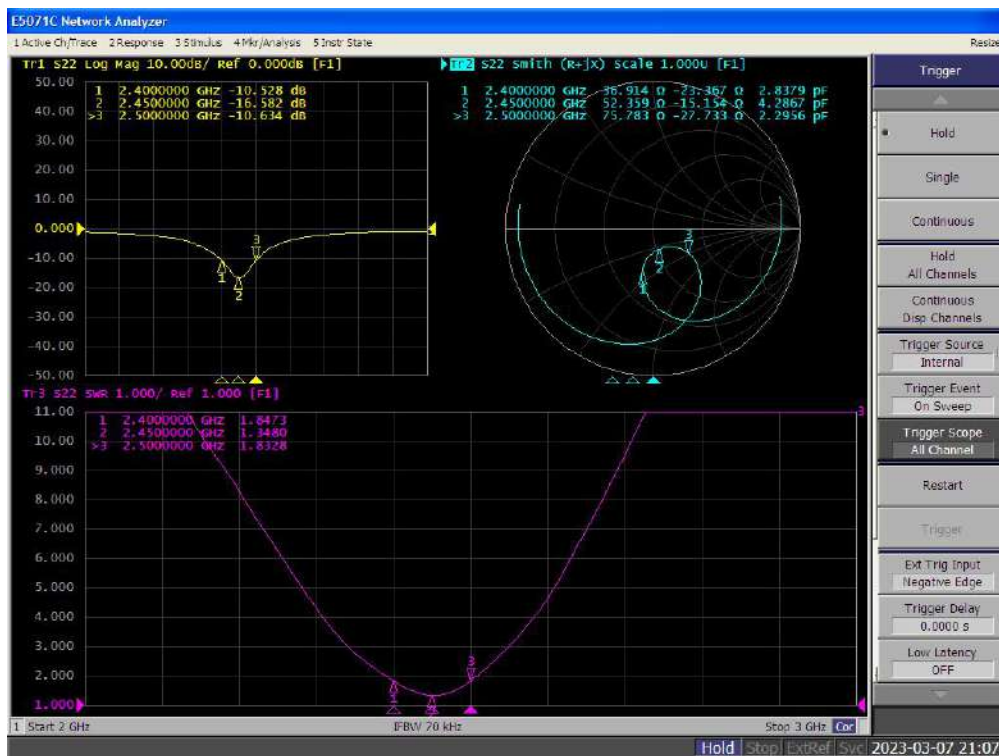 E5071C Network Analyzer
1 Active Ch/Trace 2 Response 3 Stimulus 4 Mkr/Analysis 5 Instr State
Resize
Tr1 S22 Log Mag 10.00dB/ Ref 0.000dB [F1]
50.00
1 2.4000000 GHz -10.528 dB
2 2.4500000 GHz -16.582 dB
>3 2.5000000 GHz -10.634 dB
40.00
30.00
20.00
10.00
0.000
-10.00
-20.00
-30.00
-40.00
-50.00
1
2
3
Tr2 S22 Smith (R+jX) Scale 1.000U [F1]
1 2.4000000 GHz 36.914 Ω -23.367 Ω 2.8379 pF
2 2.4500000 GHz 52.359 Ω -15.154 Ω 4.2867 pF
>3 2.5000000 GHz 75.783 Ω -27.733 Ω 2.2956 pF
1
2
3
Tr3 S22 SWR 1.000/ Ref 1.000 [F1]
11.00
1 2.4000000 GHz 1.8473
2 2.4500000 GHz 1.3480
>3 2.5000000 GHz 1.8328
10.00
9.000
8.000
7.000
6.000
5.000
4.000
3.000
2.000
1.000
1
2
3
3
1 Start 2 GHz
IFBW 70 kHz
Stop 3 GHz Cor
Trigger
Hold
Single
Continuous
Hold
All Channels
Continuous
Disp Channels
Trigger Source
Internal
Trigger Event
On Sweep
Trigger Scope
All Channel
Restart
Trigger
Ext Trig Input
Negative Edge
Trigger Delay
0.0000 s
Low Latency
OFF
Hold Stop ExtRef Svc 2023-03-07 21:07